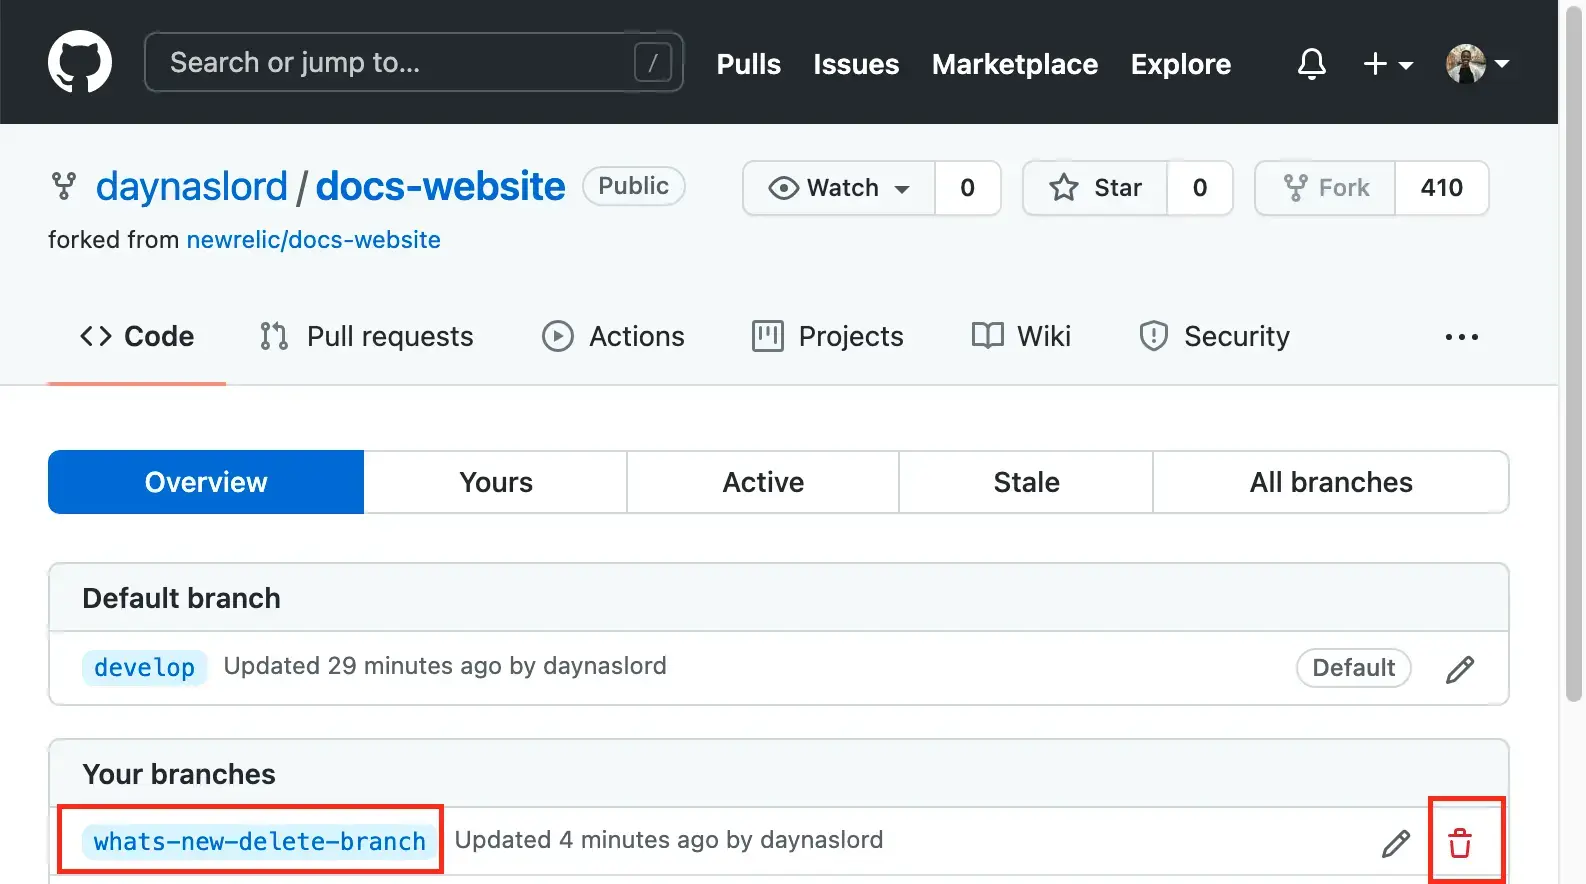 Search or jump to... / Pulls Issues Marketplace Explore
daynaslord / docs-website Public Watch 0 Star 0 Fork 410
forked from newrelic/docs-website
Code Pull requests Actions Projects Wiki Security
Overview Yours Active Stale All branches
Default branch
develop Updated 29 minutes ago by daynaslord Default
Your branches
whats-new-delete-branch Updated 4 minutes ago by daynaslord